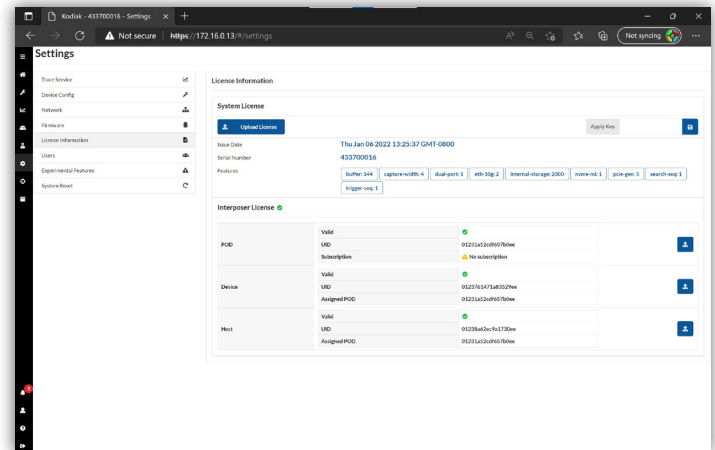 Kodiak - 433700016 - Settings
Not secure https://172.16.0.13/#/settings
Not syncing
Settings
Trace Service
Device Config
Network
Firmware
License Information
Users
Experimental Features
System Reset
License Information
System License
Upload License
Apply Key
Issue Date Thu Jan 06 2022 13:25:37 GMT-0800
Serial Number 433700016
Features buffer: 144 capture-width: 4 dual-port: 1 eth-10g: 2 internal-storage: 2000 nvme-mi: 1 pcie-gen: 5 search-seq: 1
trigger-seq: 1
Interposer License
POD
Valid
UID 01231a52cdf657b0ee
Subscription No subscription
Device
Valid
UID 0123761471a83529ee
Assigned POD 01231a52cdf657b0ee
Host
Valid
UID 01238a62ec9a1730ee
Assigned POD 01231a52cdf657b0ee